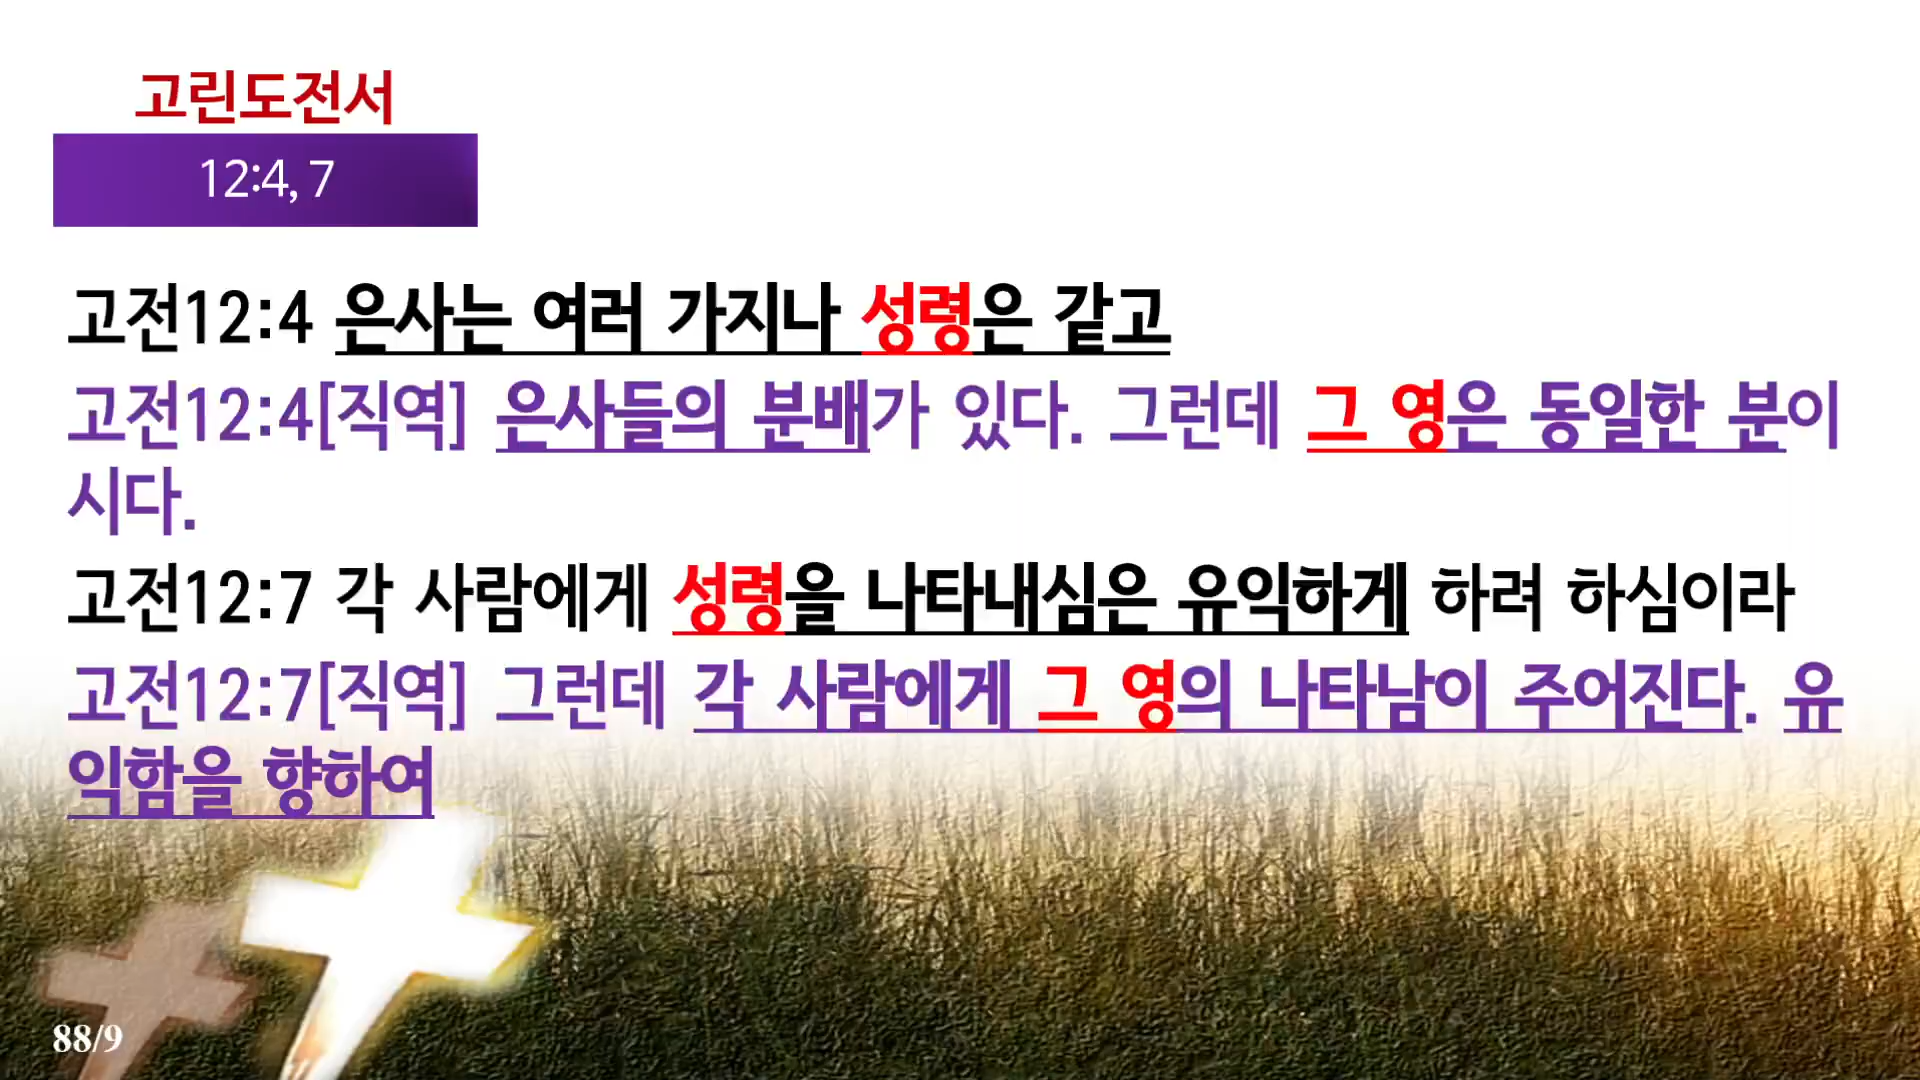 고린도전서
12:4, 7
고전12:4 은사는 여러 가지나 성령은 같고
고전12:4[직역] 은사들의 분배가 있다. 그런데 그 영은 동일한 분이
시다.
고전12:7 각 사람에게 성령을 나타내심은 유익하게 하려 하심이라
고전12:7[직역] 그런데 각 사람에게 그 영의 나타남이 주어진다. 유
익함을 향하여
88/9